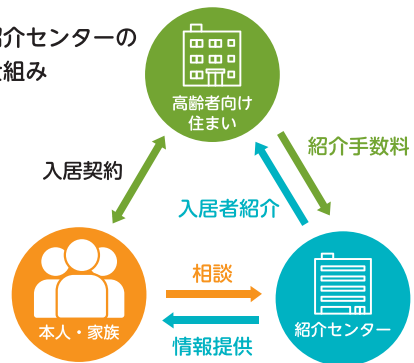 介センターの
組み
高齢者向け
住まい
入居契約
紹介手数料
入居者紹介
相談
本人・家族
情報提供
紹介センター